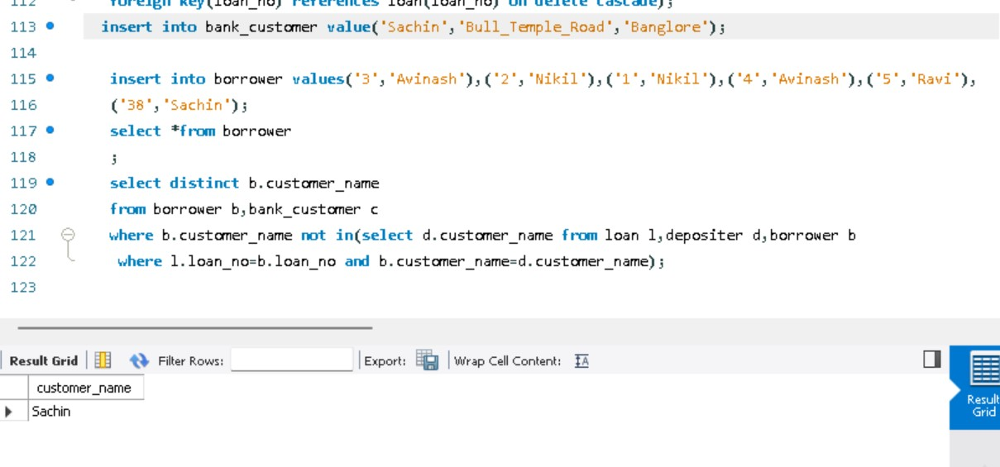 112 foreign key(loan_no) references loan(loan_no) on delete cascade);
113 insert into bank_customer value('Sachin','Bull_Temple_Road','Banglore');
114
115 insert into borrower values('3','Avinash'),('2','Nikil'),('1','Nikil'),('4','Avinash'),('5','Ravi'),
116 ('38','Sachin');
117 select *from borrower
118 ;
119 select distinct b.customer_name
120 from borrower b,bank_customer c
121 where b.customer_name not in(select d.customer_name from loan l,depositer d,borrower b
122 where l.loan_no=b.loan_no and b.customer_name=d.customer_name);
123
Result Grid Filter Rows: Export: Wrap Cell Content: IA
customer_name
Sachin
Result
Grid